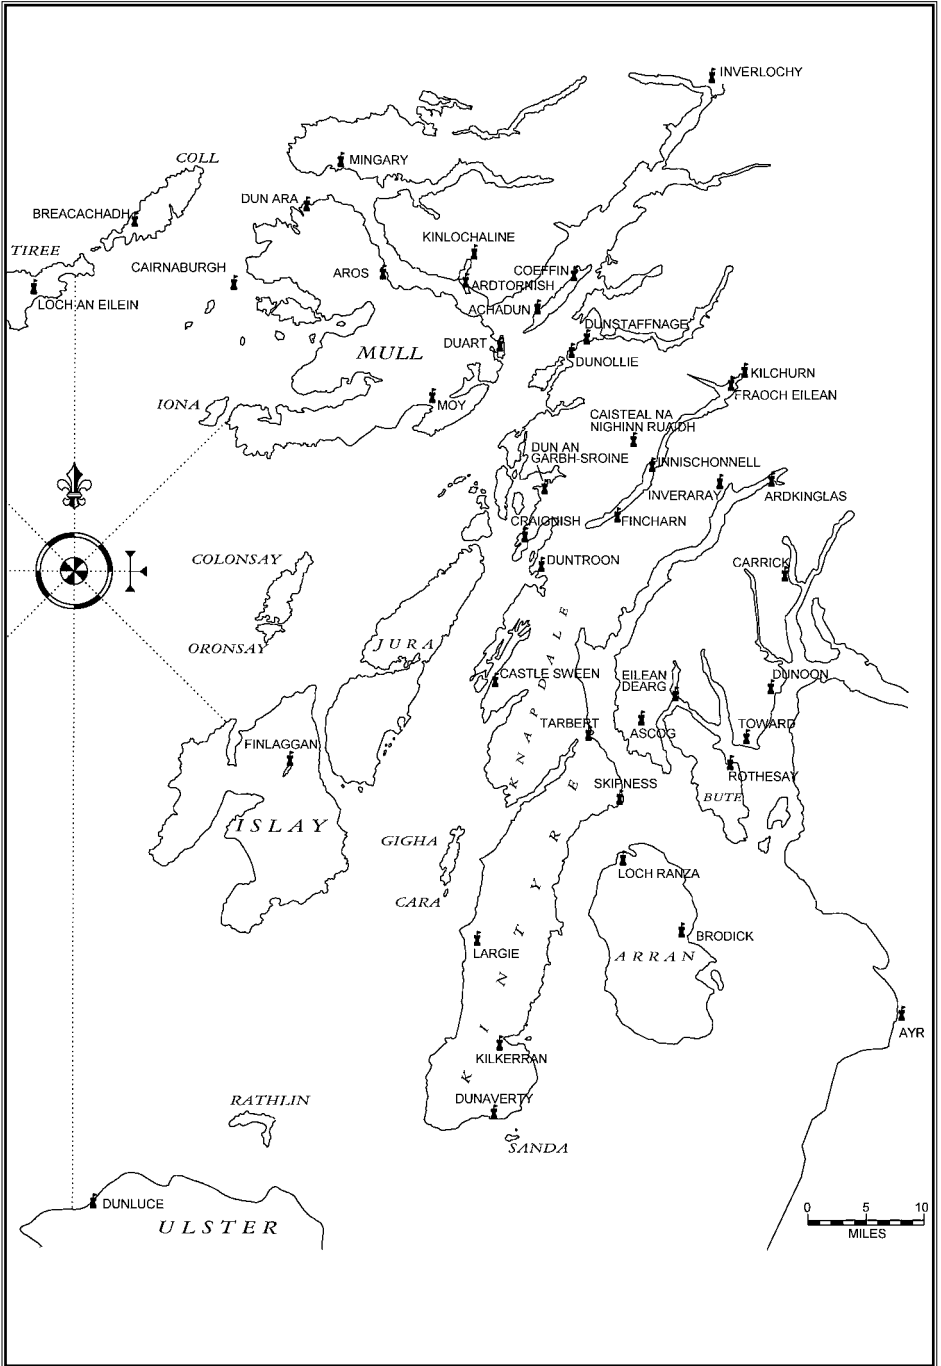 INVERLOCHY
COLL
MINGARY
DUN ARA
BREACACHADH
KINLOCHALINE
TIREE
CAIRNABURGH
AROS
COEFFIN
ARDTORNISH
LOCH AN EILEIN
ACHADUN
DUNSTAFFNAGE
DUART
MULL
DUNOLLIE
KILCHURN
FRAOCH EILEAN
IONA
MOY
CAISTEAL NA
NIGHINN RUAIDH
DUN AN
GARBH-SROINE
INNISCHONNELL
INVERARAY
ARDKINGLAS
CRAIGNISH
FINCHARN
COLONSAY
DUNTROON
CARRICK
ORONSAY
JURA
KNAPDALE
CASTLE SWEEN
EILEAN
DEARG
DUNOON
TARBERT
ASCOG
TOWARD
FINLAGGAN
ROTHESAY
SKIPNESS
BUTE
ISLAY
GIGHA
KINTYRE
LOCH RANZA
CARA
LARGIE
BRODICK
ARRAN
AYR
KILKERRAN
RATHLIN
DUNAVERTY
SANDA
DUNLUCE
ULSTER
0 5 10
MILES